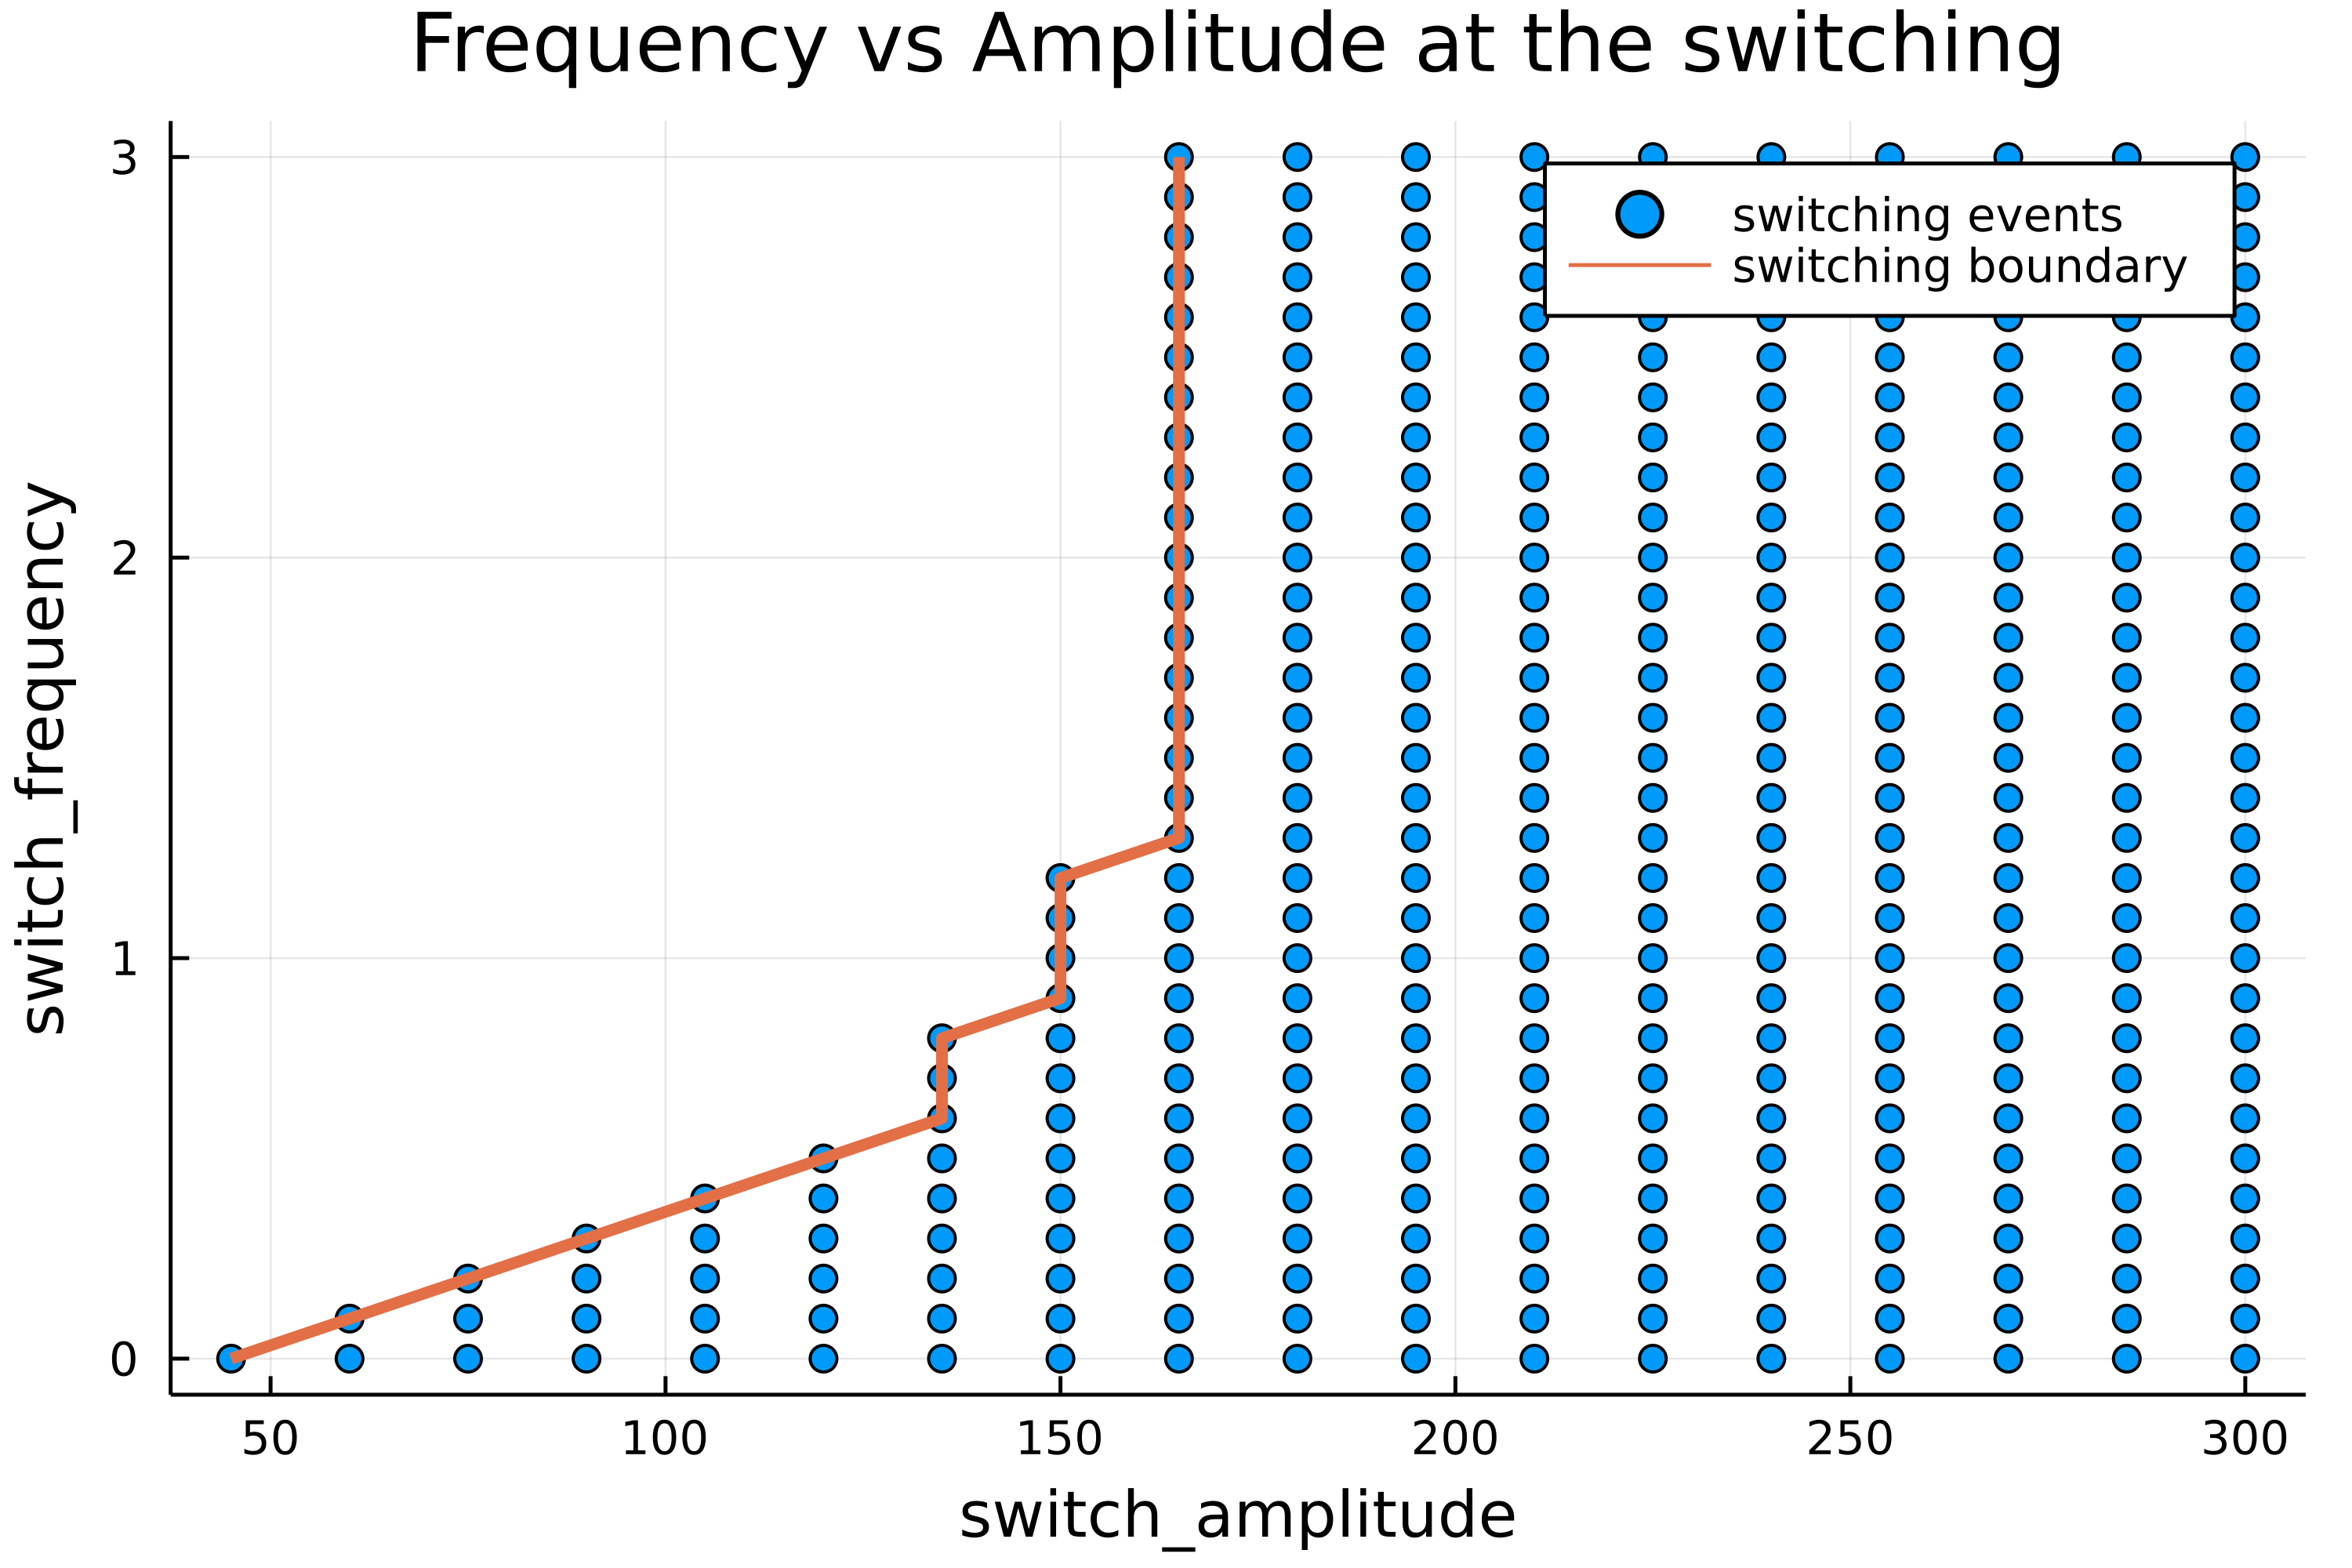 Frequency vs Amplitude at the switching
switching events
switching boundary
switch_frequency
3
2
1
0
50 100 150 200 250 300
switch_amplitude